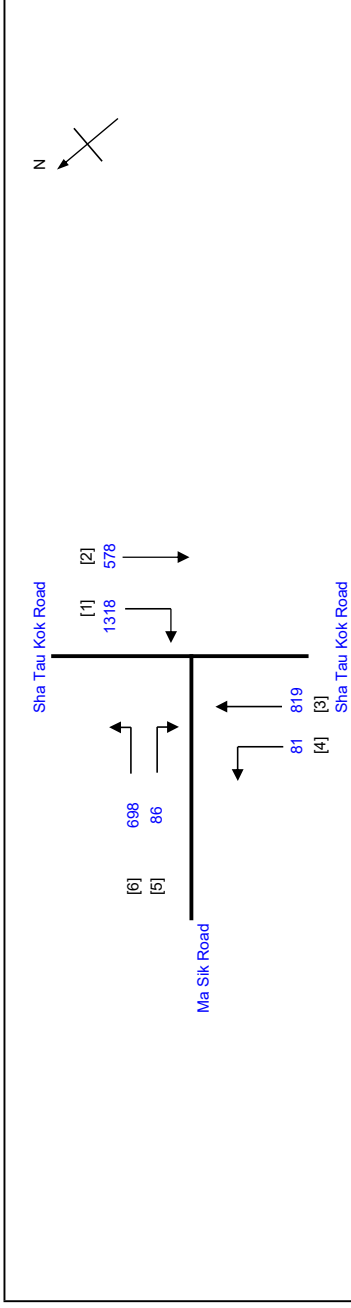 N
Sha Tau Kok Road
[1] [2]
1318 578
[6] 698
[5] 86
Ma Sik Road
81 819
[4] [3]
Sha Tau Kok Road